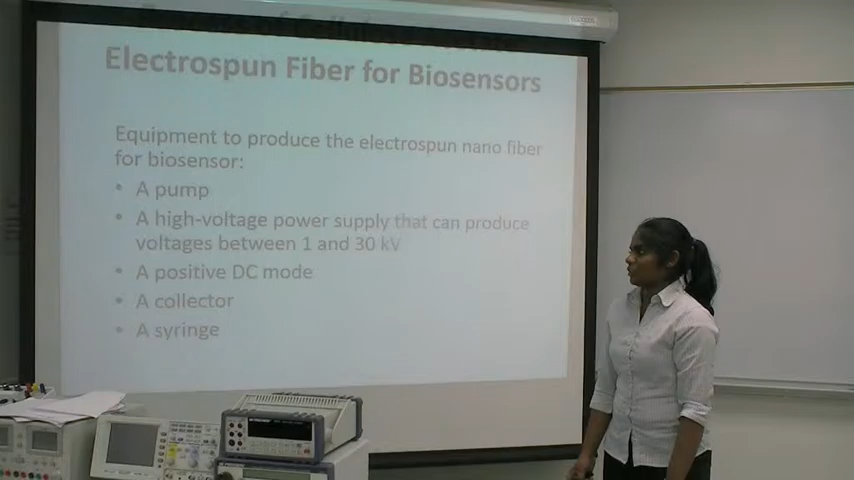 Electrospun Fiber for Biosensors
Equipment to produce the electrospun nano fiber
for biosensor:
• A pump
• A high-voltage power supply that can produce
voltages between 1 and 30 kV
• A positive DC mode
• A collector
• A syringe